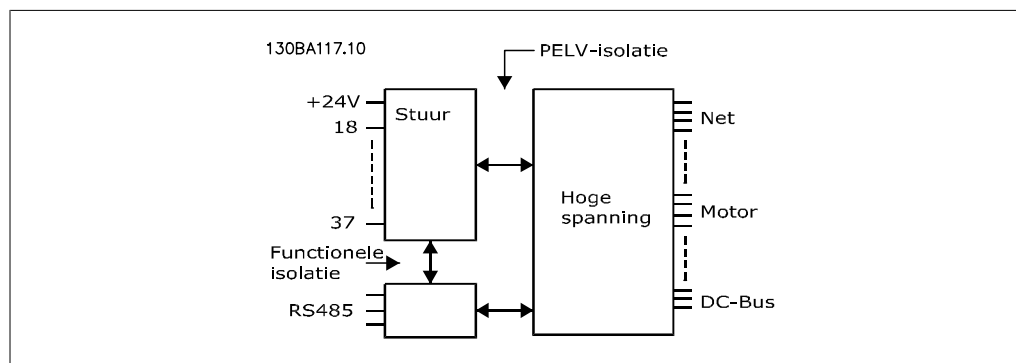 130BA117.10
PELV-isolatie
+24V
Stuur
18
Net
Hoge
spanning
37
Motor
Functionele
isolatie
RS485
DC-Bus